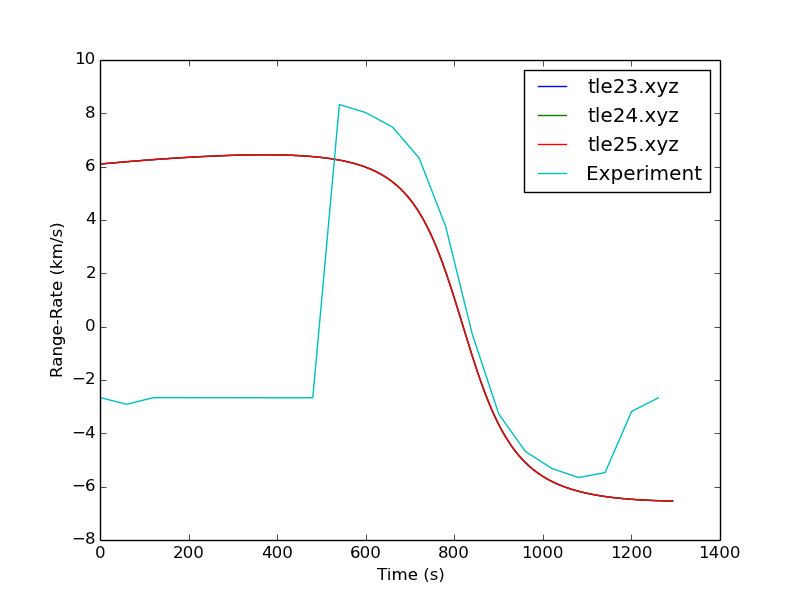 10
8
6
4
2
0
−2
−4
−6
−8
Range-Rate (km/s)
tle23.xyz
tle24.xyz
tle25.xyz
Experiment
0 200 400 600 800 1000 1200 1400
Time (s)